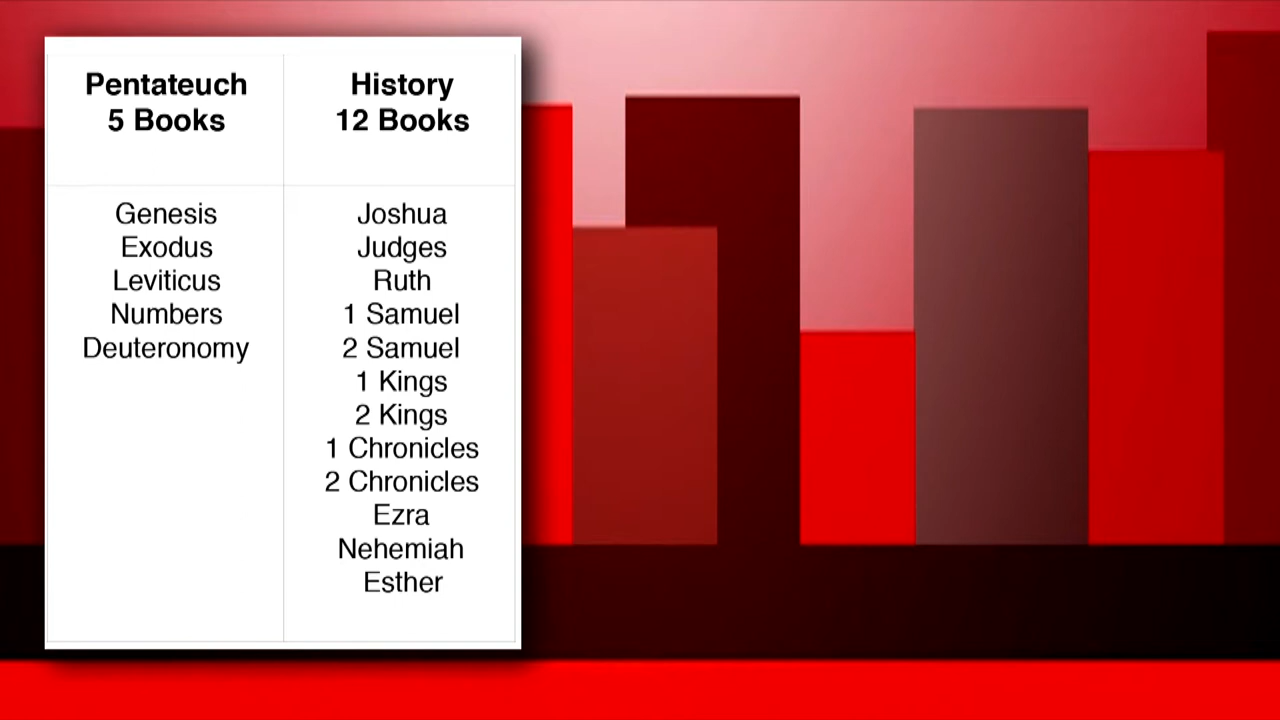 Pentateuch
5 Books
History
12 Books
Genesis
Exodus
Leviticus
Numbers
Deuteronomy
Joshua
Judges
Ruth
1 Samuel
2 Samuel
1 Kings
2 Kings
1 Chronicles
2 Chronicles
Ezra
Nehemiah
Esther